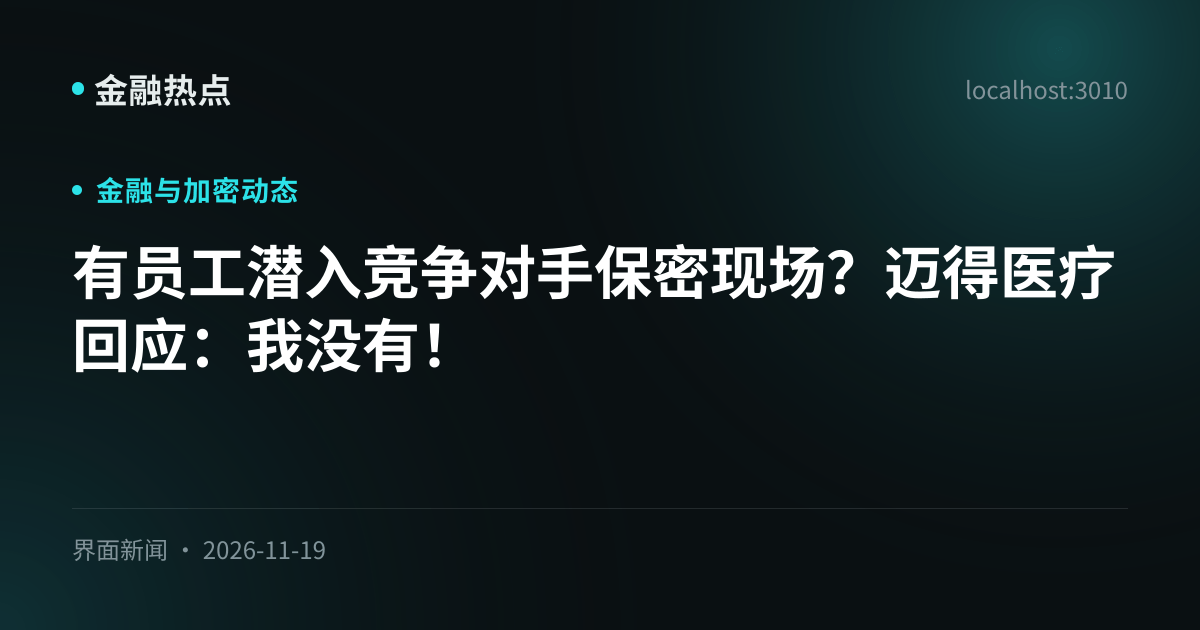 金融热点
localhost:3010
金融与加密动态
有员工潜入竞争对手保密现场？迈得医疗
回应：我没有！
界面新闻 · 2026-11-19